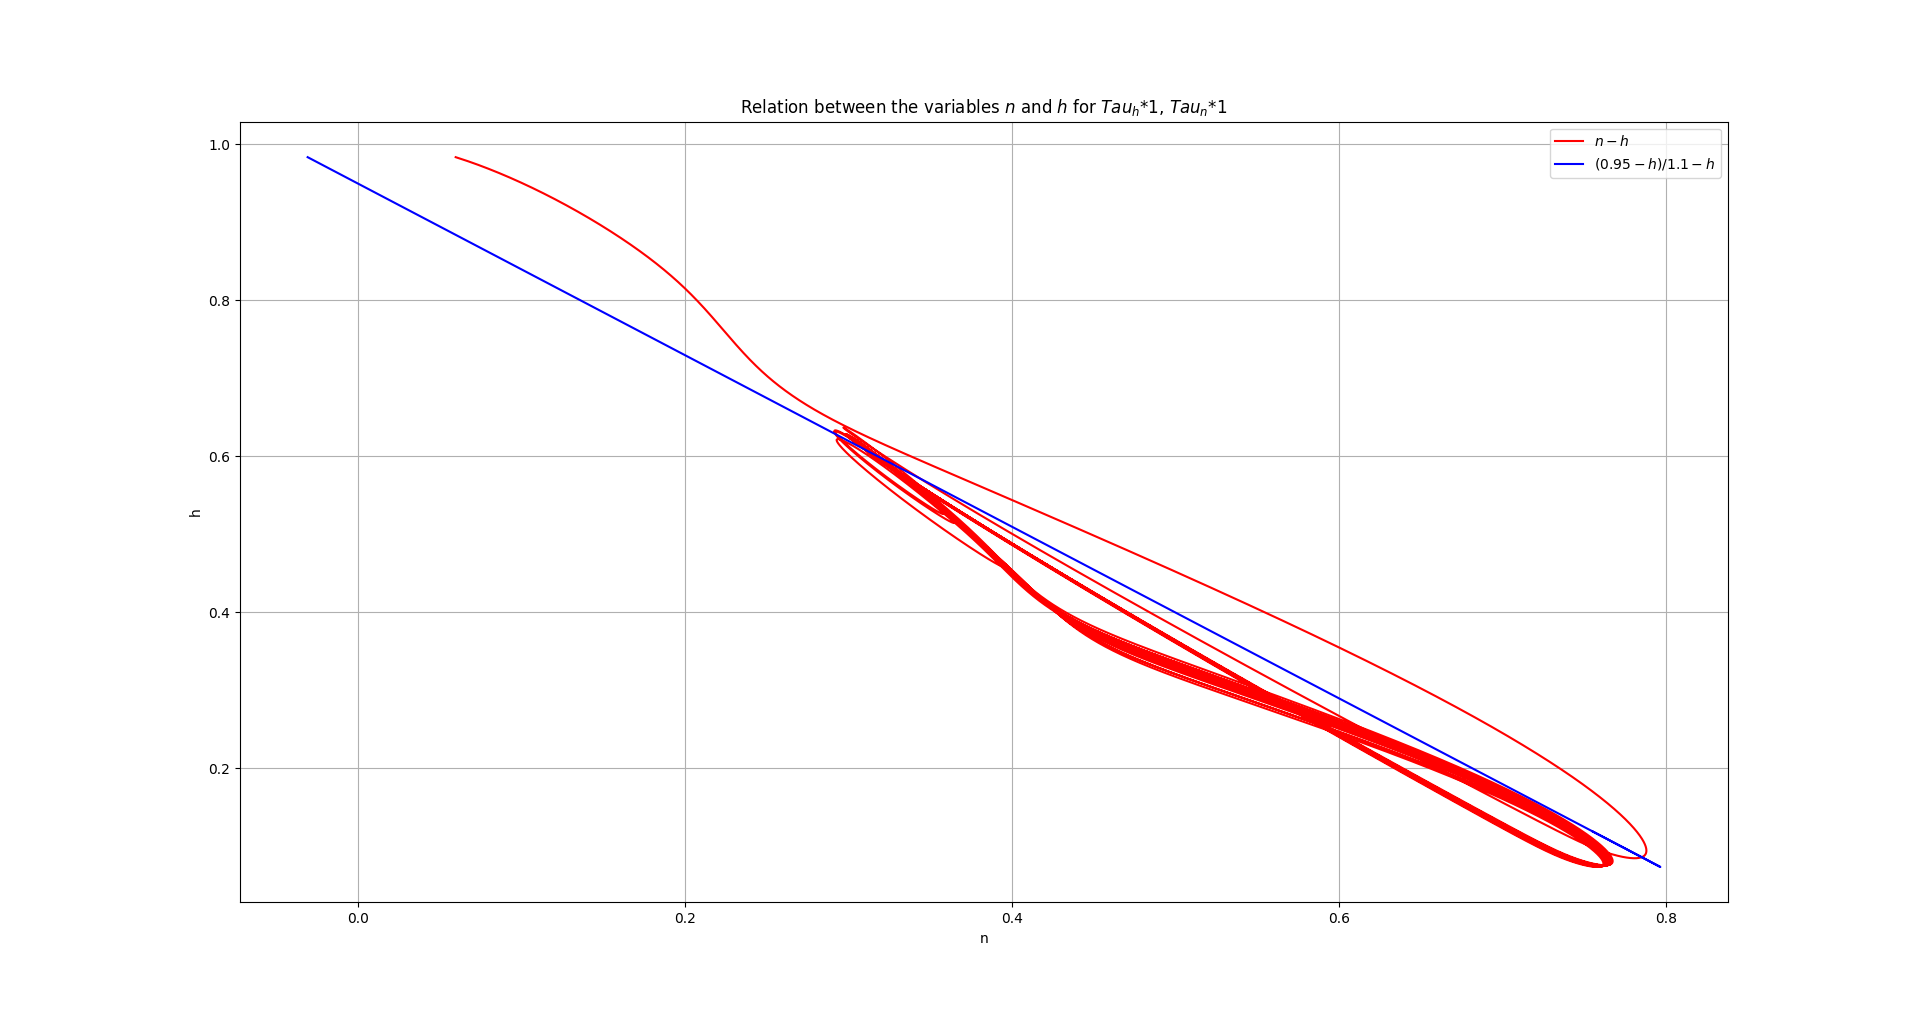 Relation between the variables n and h for Tau_h*1, Tau_n*1
n − h
(0.95 − h)/1.1 − h
1.0
0.8
0.6
0.4
0.2
h
0.0 0.2 0.4 0.6 0.8
n